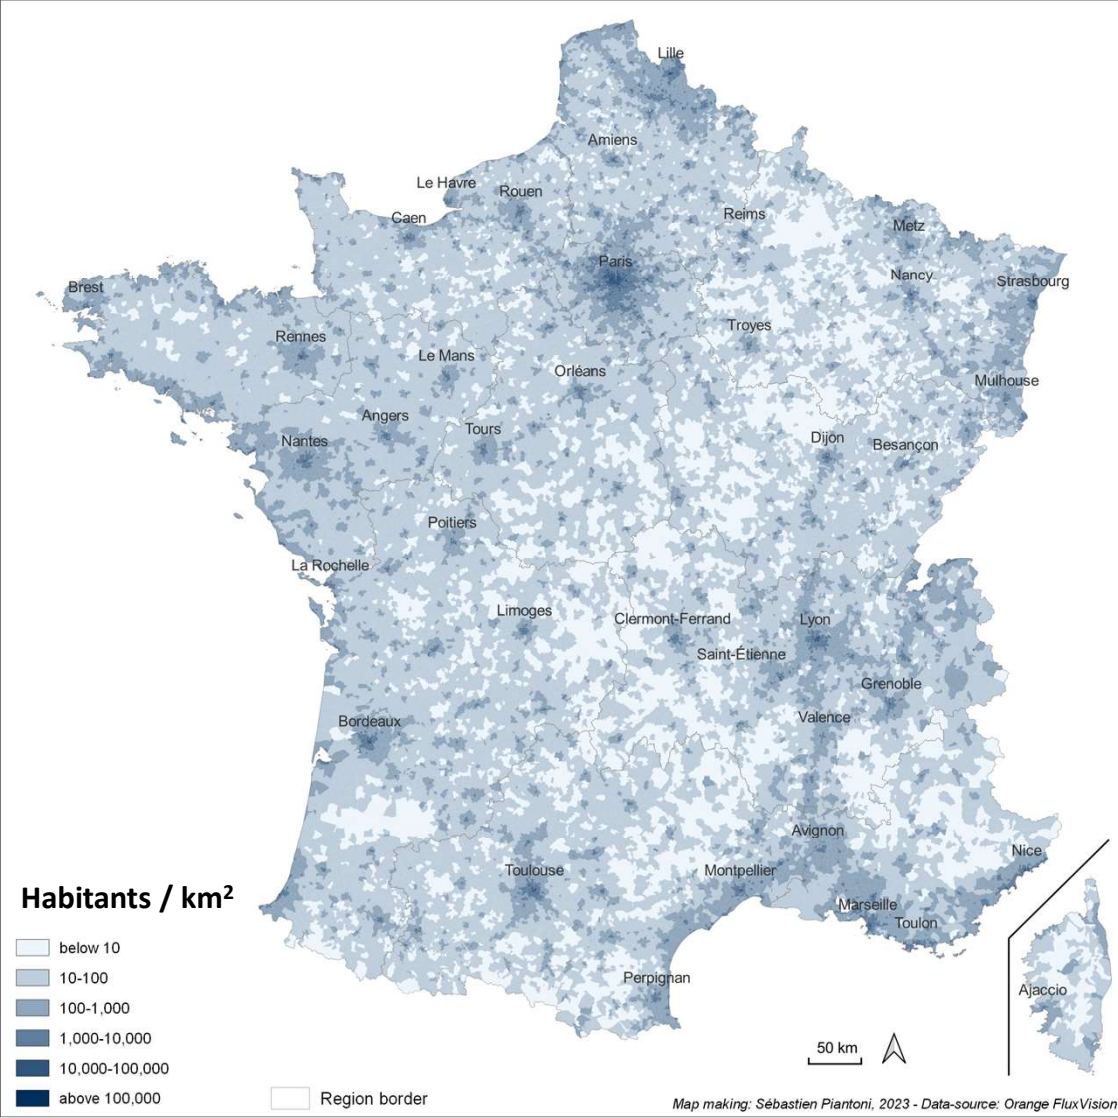 Lille
Amiens
Le Havre
Rouen
Caen
Reims
Metz
Paris
Nancy
Strasbourg
Brest
Troyes
Rennes
Le Mans
Orléans
Mulhouse
Angers
Tours
Nantes
Dijon
Besançon
Poitiers
La Rochelle
Limoges
Clermont-Ferrand
Lyon
Saint-Étienne
Grenoble
Bordeaux
Valence
Avignon
Nice
Toulouse
Montpellier
Marseille
Toulon
Perpignan
Ajaccio
Habitants / km²
below 10
10-100
100-1,000
1,000-10,000
10,000-100,000
above 100,000
Region border
50 km
Map making: Sébastien Piantoni, 2023 - Data-source: Orange FluxVision